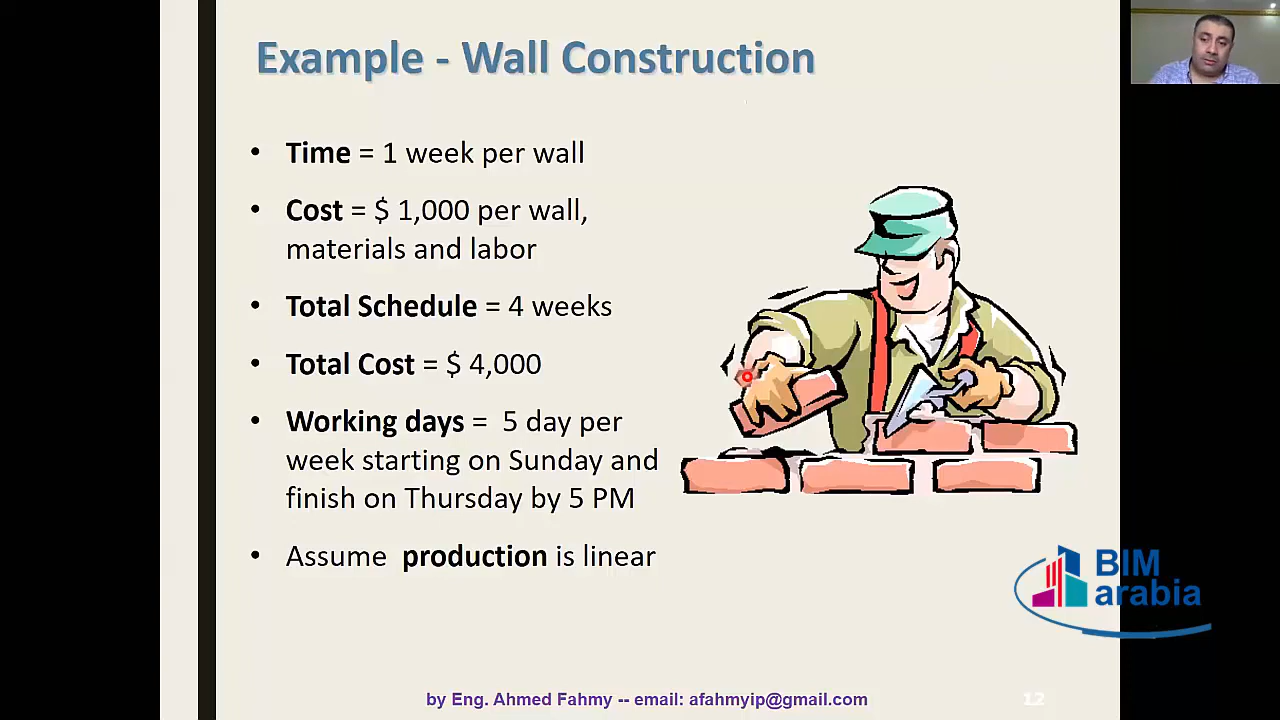 Example - Wall Construction
• Time = 1 week per wall
• Cost = $ 1,000 per wall,
materials and labor
• Total Schedule = 4 weeks
• Total Cost = $ 4,000
• Working days = 5 day per
week starting on Sunday and
finish on Thursday by 5 PM
• Assume production is linear
BIM
arabia
by Eng. Ahmed Fahmy -- email: afahmyip@gmail.com
12